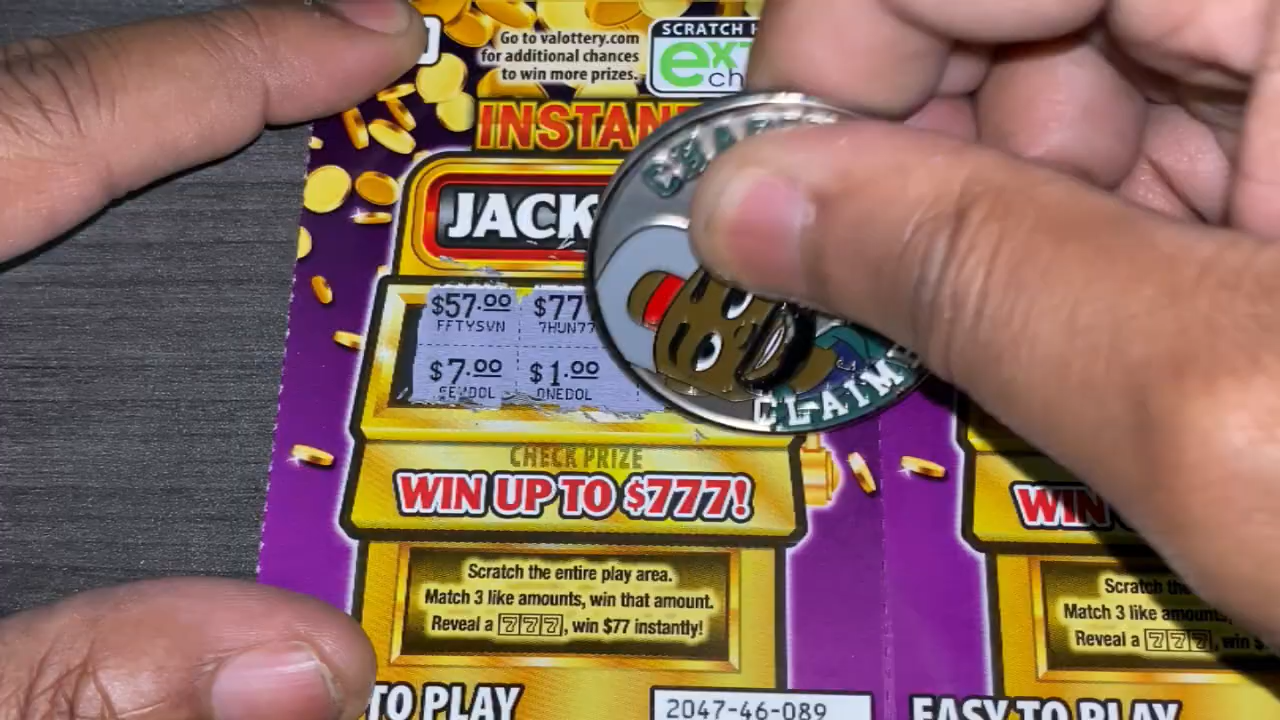 Go to valottery.com
for additional chances
to win more prizes.
SCRATCH
ch
INSTAN
JACK
$57.00 $77
FFTYSVN 7HUN77
$7.00 $1.00
SEVDOL ONEDOL
CLAIM
CHECK PRIZE
WIN UP TO $777!
WIN
Scratch the entire play area.
Match 3 like amounts, win that amount.
Reveal a 777, win $77 instantly!
Scratch the
Match 3 like amounts,
Reveal a 777, win $
TO PLAY
2047-46-089
EASY TO PLAY